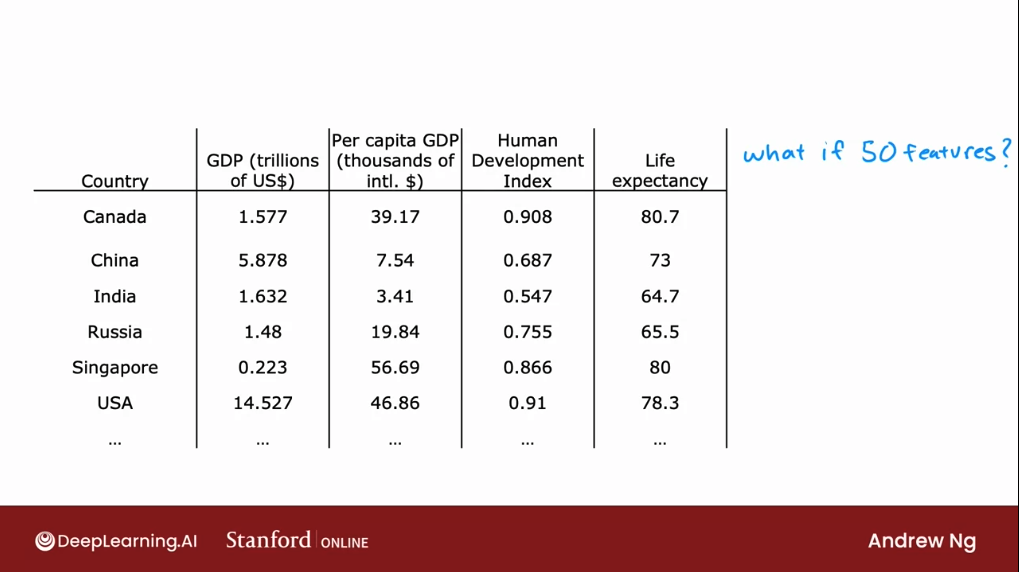 Country GDP (trillions of US$) Per capita GDP (thousands of intl. $) Human Development Index Life expectancy what if 50 features?
Canada 1.577 39.17 0.908 80.7
China 5.878 7.54 0.687 73
India 1.632 3.41 0.547 64.7
Russia 1.48 19.84 0.755 65.5
Singapore 0.223 56.69 0.866 80
USA 14.527 46.86 0.91 78.3
... ... ... ... ...
DeepLearning.AI Stanford ONLINE Andrew Ng